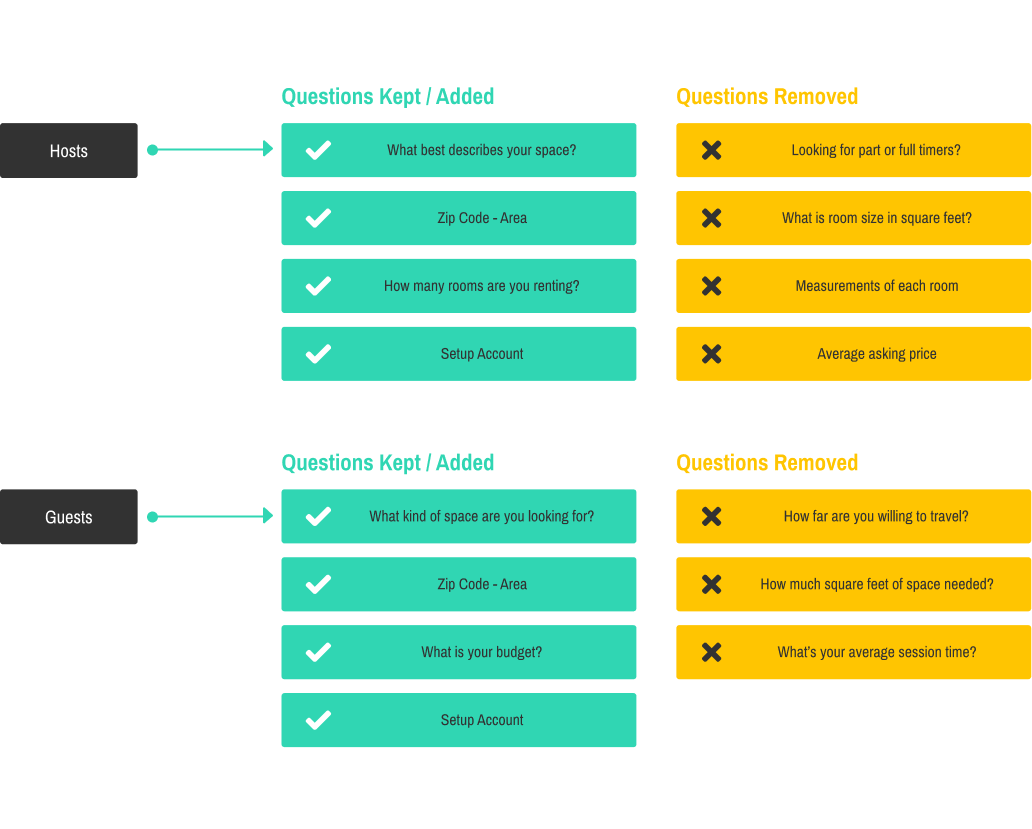 Questions Kept / Added
Questions Removed
Hosts
What best describes your space?
Looking for part or full timers?
Zip Code - Area
What is room size in square feet?
How many rooms are you renting?
Measurements of each room
Setup Account
Average asking price
Questions Kept / Added
Questions Removed
Guests
What kind of space are you looking for?
How far are you willing to travel?
Zip Code - Area
How much square feet of space needed?
What is your budget?
What’s your average session time?
Setup Account